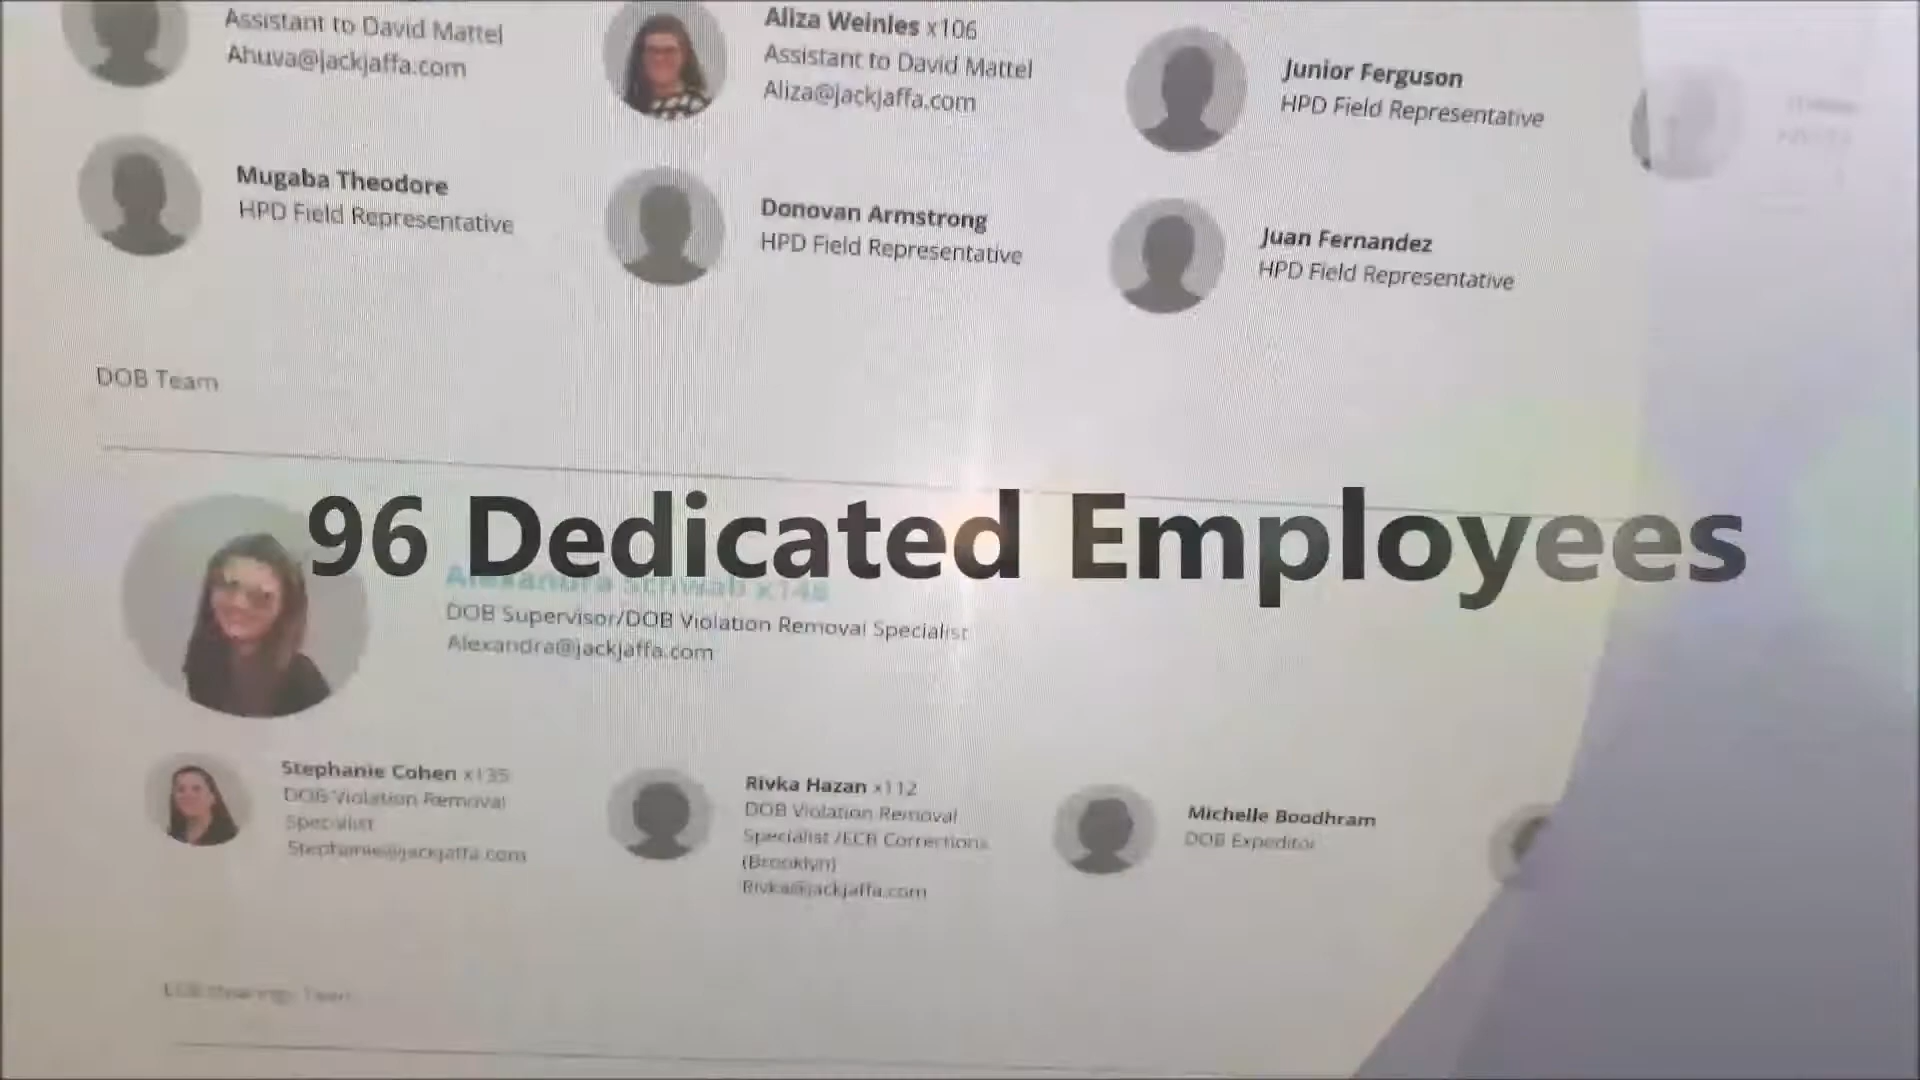 Assistant to David Mattel
Ahuva@jackjaffa.com
Aliza Weinles x106
Assistant to David Mattel
Aliza@jackjaffa.com
Junior Ferguson
HPD Field Representative
Mugaba Theodore
HPD Field Representative
Donovan Armstrong
HPD Field Representative
Juan Fernandez
HPD Field Representative
DOB Team
96 Dedicated Employees
Alexandra Schwab x148
DOB Supervisor/DOB Violation Removal Specialist
Alexandra@jackjaffa.com
Stephanie Cohen x135
DOB Violation Removal
Specialist
Stephanie@jackjaffa.com
Rivka Hazan x112
DOB Violation Removal
Specialist /ECB Corrections
(Brooklyn)
Rivka@jackjaffa.com
Michelle Boodhram
DOB Expeditor